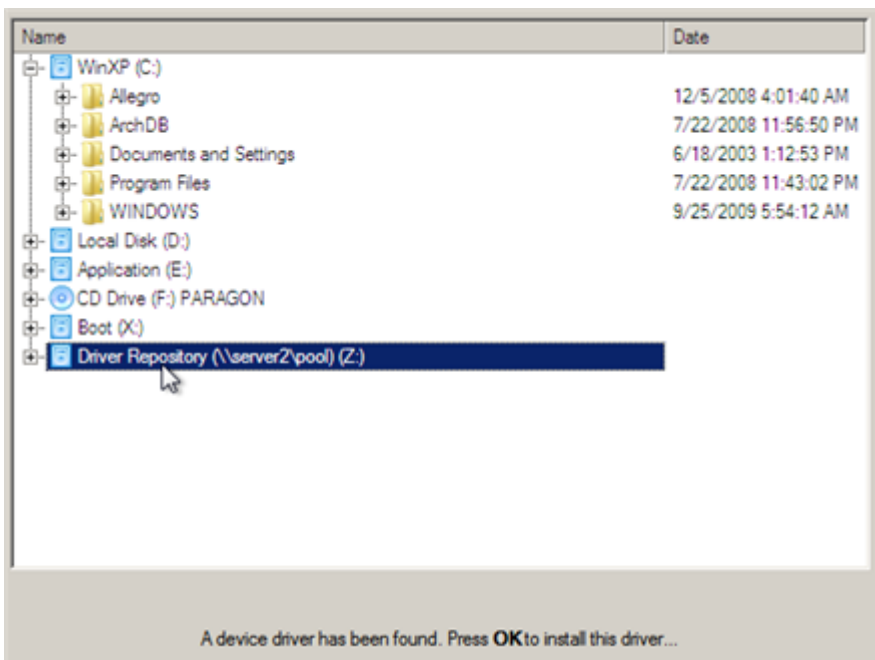 Name Date
WinXP (C:)
Allegro 12/5/2008 4:01:40 AM
ArchDB 7/22/2008 11:56:50 PM
Documents and Settings 6/18/2003 1:12:53 PM
Program Files 7/22/2008 11:43:02 PM
WINDOWS 9/25/2009 5:54:12 AM
Local Disk (D:)
Application (E:)
CD Drive (F:) PARAGON
Boot (X:)
Driver Repository (\\server2\pool) (Z:)
A device driver has been found. Press OK to install this driver...